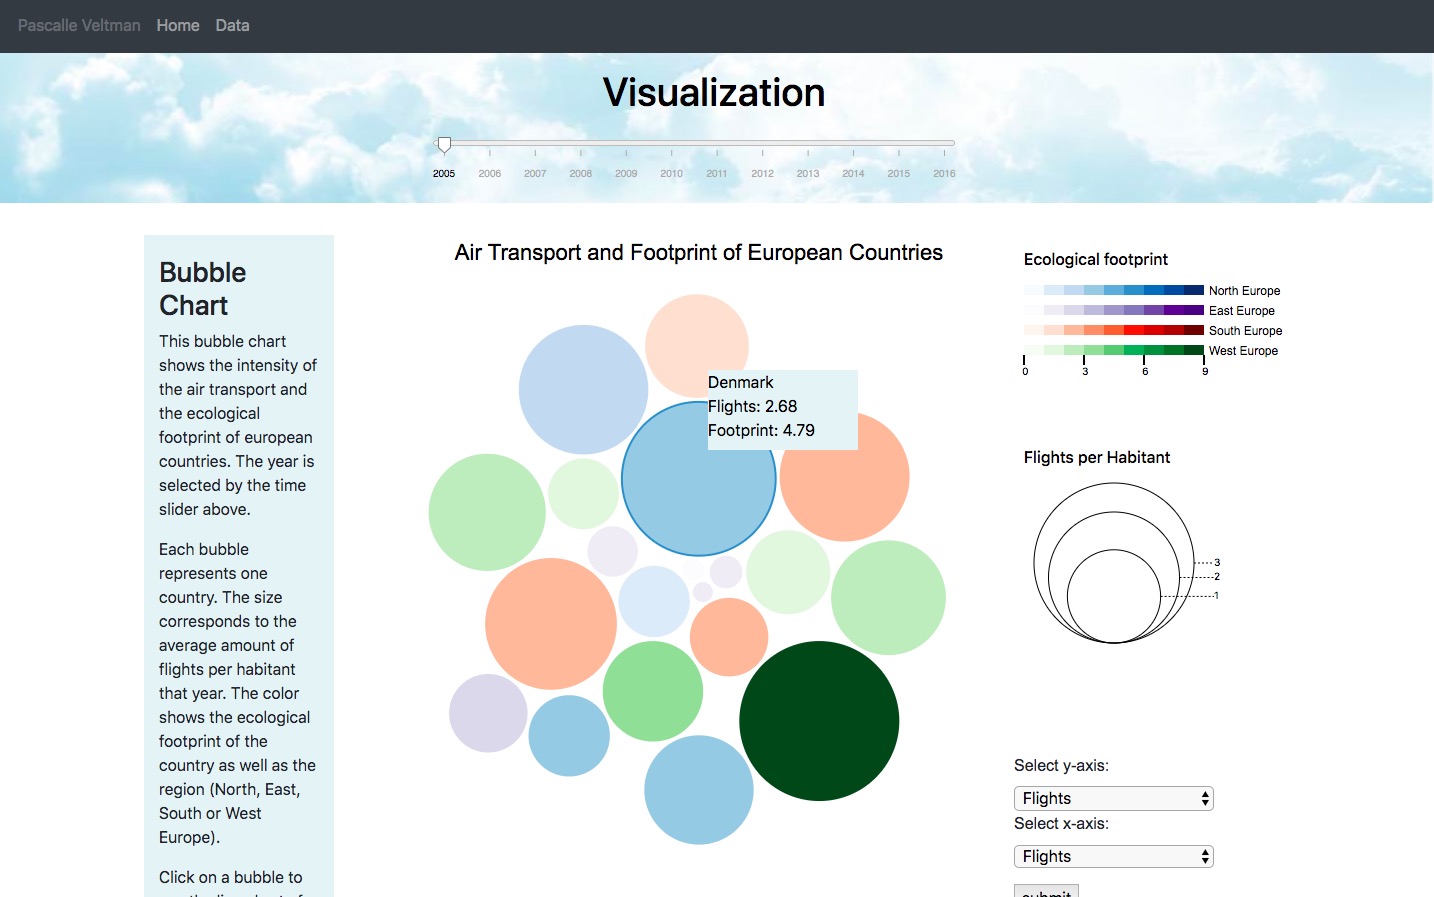 Pascalle Veltman Home Data
Visualization
2005 2006 2007 2008 2009 2010 2011 2012 2013 2014 2015 2016
Bubble
Chart
This bubble chart
shows the intensity of
the air transport and
the ecological
footprint of european
countries. The year is
selected by the time
slider above.
Each bubble
represents one
country. The size
corresponds to the
average amount of
flights per habitant
that year. The color
shows the ecological
footprint of the
country as well as the
region (North, East,
South or West
Europe).
Click on a bubble to
Air Transport and Footprint of European Countries
Denmark
Flights: 2.68
Footprint: 4.79
Ecological footprint
North Europe
East Europe
South Europe
West Europe
0 3 6 9
Flights per Habitant
3
2
1
Select y-axis:
Flights
Select x-axis:
Flights
submit